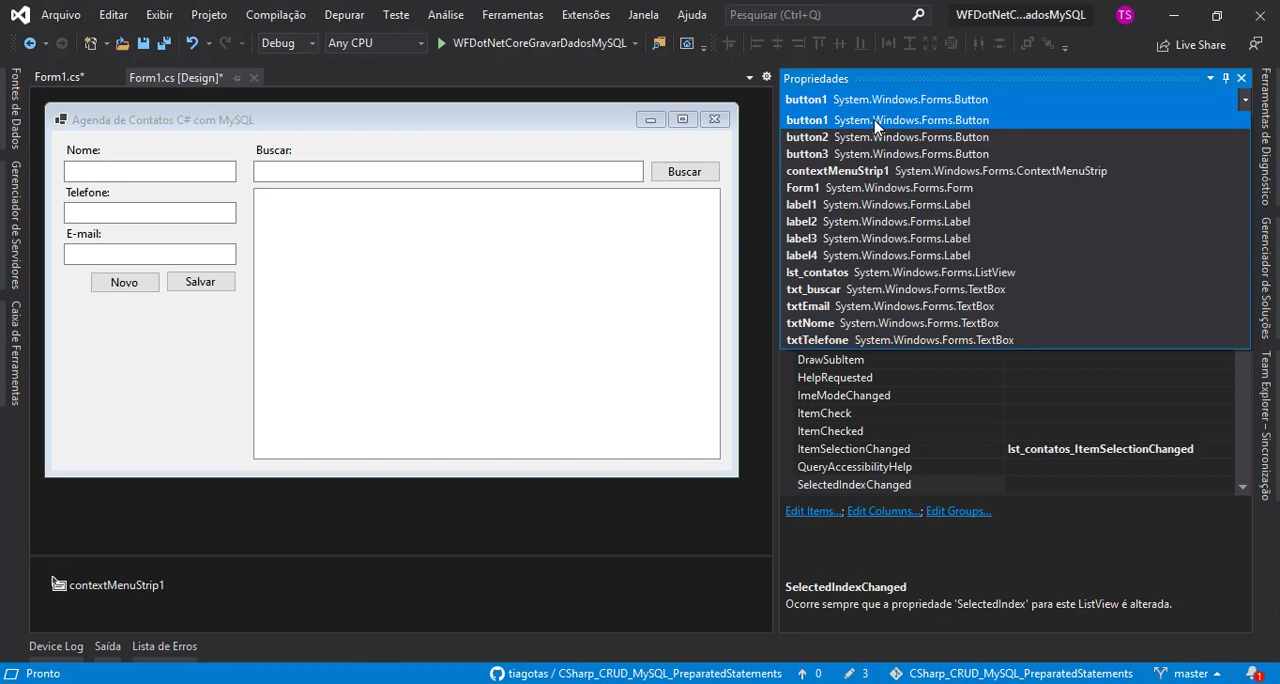 Arquivo Editar Exibir Projeto Compilação Depurar Teste Análise Ferramentas Extensões Janela Ajuda Pesquisar (Ctrl+Q) WFDotNetC...adosMySQL TS
Debug Any CPU WFDotNetCoreGravarDadosMySQL Live Share
Form1.cs* Form1.cs [Design]*
Propriedades
Fontes de Dados
Gerenciador de Servidores
Caixa de Ferramentas
Agenda de Contatos C# com MySQL
Nome:
Buscar:
Buscar
Telefone:
E-mail:
Novo
Salvar
contextMenuStrip1
button1 System.Windows.Forms.Button
button1 System.Windows.Forms.Button
button2 System.Windows.Forms.Button
button3 System.Windows.Forms.Button
contextMenuStrip1 System.Windows.Forms.ContextMenuStrip
Form1 System.Windows.Forms.Form
label1 System.Windows.Forms.Label
label2 System.Windows.Forms.Label
label3 System.Windows.Forms.Label
label4 System.Windows.Forms.Label
lst_contatos System.Windows.Forms.ListView
txt_buscar System.Windows.Forms.TextBox
txtEmail System.Windows.Forms.TextBox
txtNome System.Windows.Forms.TextBox
txtTelefone System.Windows.Forms.TextBox
DrawSubItem
HelpRequested
ImeModeChanged
ItemCheck
ItemChecked
ItemSelectionChanged lst_contatos_ItemSelectionChanged
QueryAccessibilityHelp
SelectedIndexChanged
Edit Items...; Edit Columns...; Edit Groups...
SelectedIndexChanged
Ocorre sempre que a propriedade 'SelectedIndex' para este ListView é alterada.
Ferramentas de Diagnóstico
Gerenciador de Soluções
Team Explorer – Sincronização
Device Log Saída Lista de Erros
Pronto tiagotas / CSharp_CRUD_MySQL_PreparatedStatements 0 3 CSharp_CRUD_MySQL_PreparatedStatements master 1